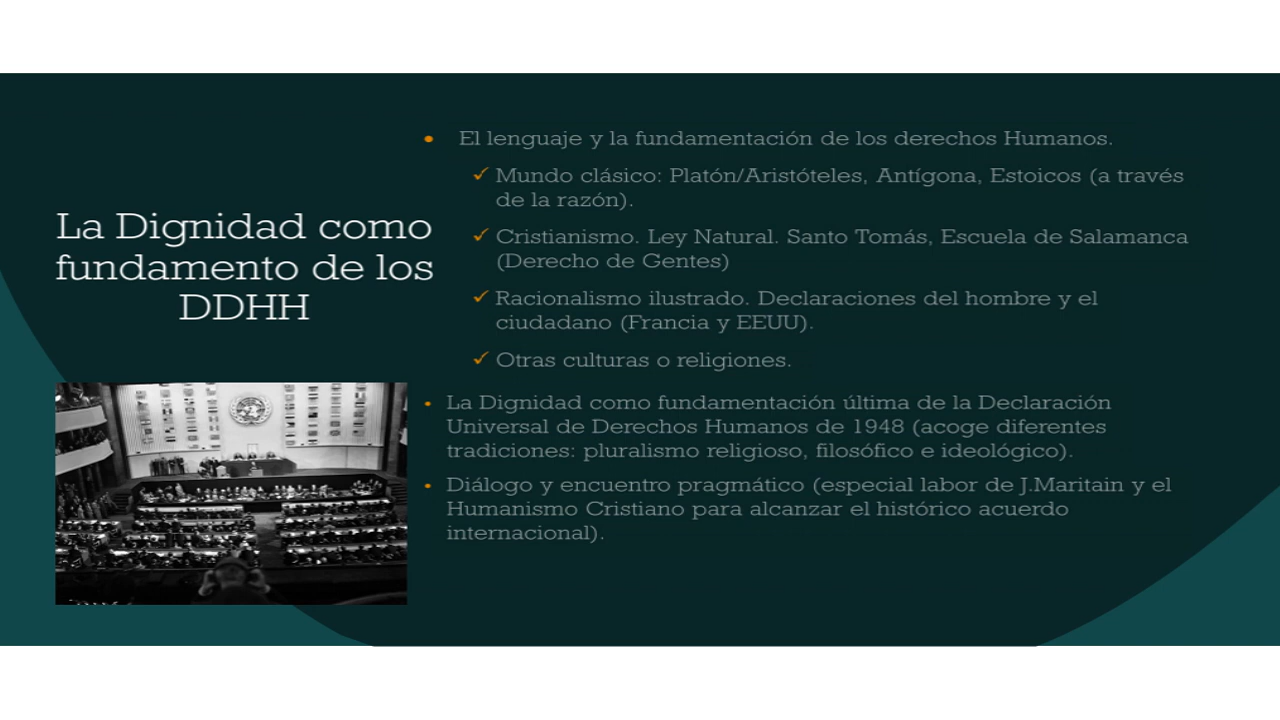 La Dignidad como
fundamento de los
DDHH
• El lenguaje y la fundamentación de los derechos Humanos.
✓ Mundo clásico: Platón/Aristóteles, Antígona, Estoicos (a través
de la razón).
✓ Cristianismo. Ley Natural. Santo Tomás, Escuela de Salamanca
(Derecho de Gentes)
✓ Racionalismo ilustrado. Declaraciones del hombre y el
ciudadano (Francia y EEUU).
✓ Otras culturas o religiones.
• La Dignidad como fundamentación última de la Declaración
Universal de Derechos Humanos de 1948 (acoge diferentes
tradiciones: pluralismo religioso, filosófico e ideológico).
• Diálogo y encuentro pragmático (especial labor de J.Maritain y el
Humanismo Cristiano para alcanzar el histórico acuerdo
internacional).